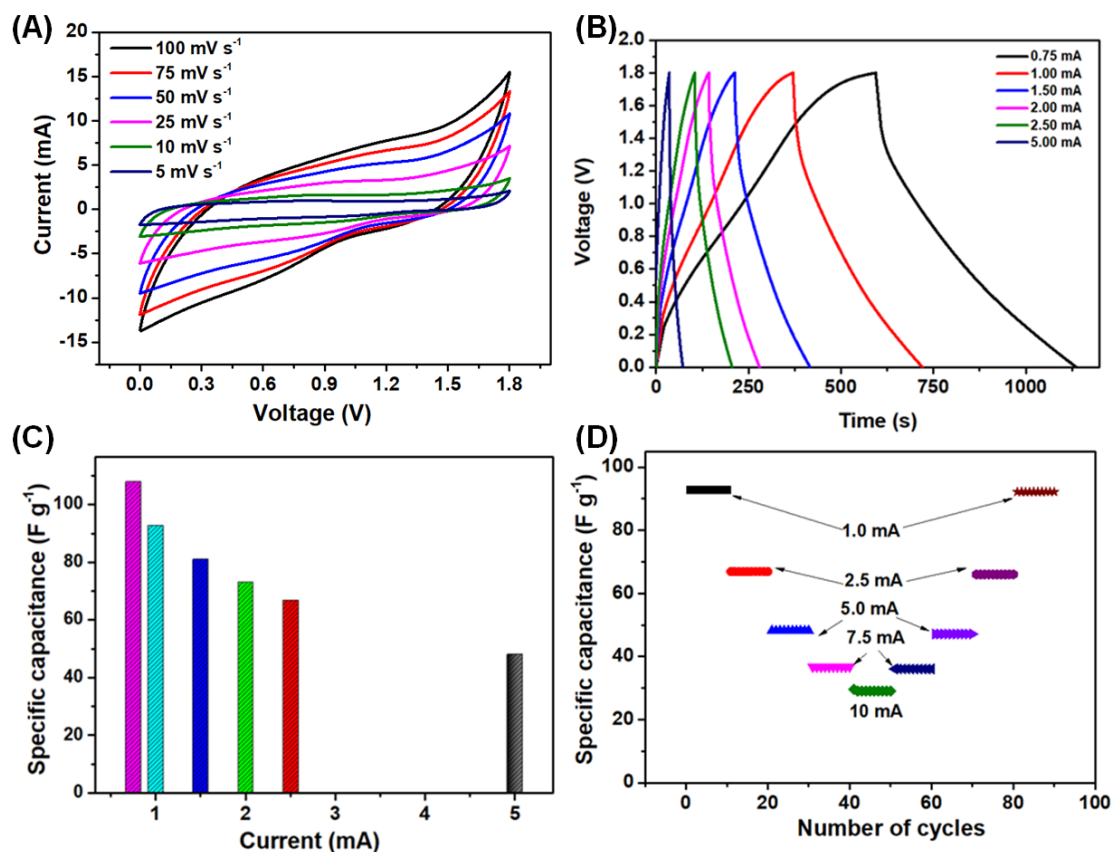 (A)
100 mV s⁻¹
75 mV s⁻¹
50 mV s⁻¹
25 mV s⁻¹
10 mV s⁻¹
5 mV s⁻¹
20
15
10
5
0
-5
-10
-15
Current (mA)
0.0 0.3 0.6 0.9 1.2 1.5 1.8
Voltage (V)
(B)
0.75 mA
1.00 mA
1.50 mA
2.00 mA
2.50 mA
5.00 mA
2.0
1.8
1.6
1.4
1.2
1.0
0.8
0.6
0.4
0.2
0.0
Voltage (V)
0 250 500 750 1000
Time (s)
(C)
100
80
60
40
20
0
Specific capacitance (F g⁻¹)
1 2 3 4 5
Current (mA)
(D)
100
80
60
40
20
0
Specific capacitance (F g⁻¹)
1.0 mA
2.5 mA
5.0 mA
7.5 mA
10 mA
0 20 40 60 80 100
Number of cycles